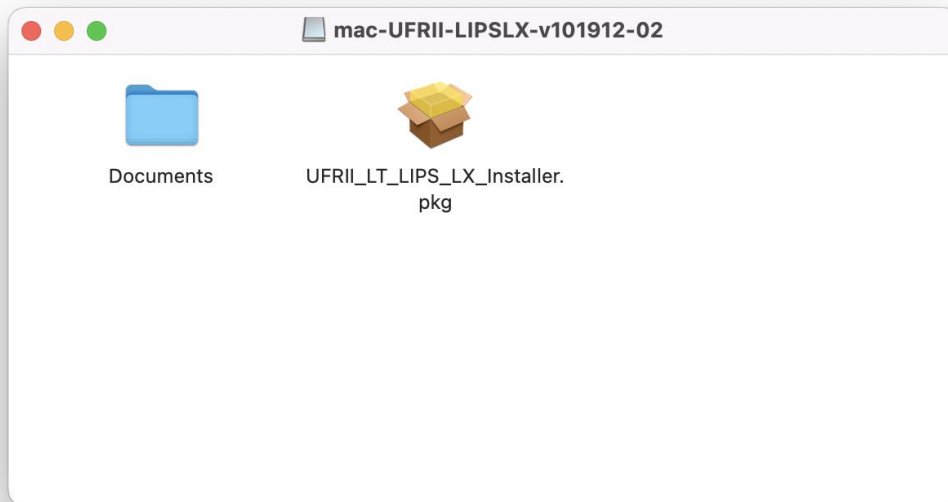 mac-UFRII-LIPSLX-v101912-02
Documents
UFRII_LT_LIPS_LX_Installer.
pkg